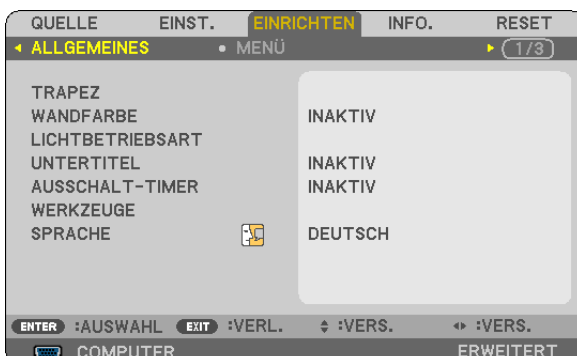 QUELLE EINST. EINRICHTEN INFO. RESET
ALLGEMEINES • MENÜ 1/3
TRAPEZ
WANDFARBE INAKTIV
LICHTBETRIEBSART
UNTERTITEL INAKTIV
AUSSCHALT-TIMER INAKTIV
WERKZEUGE
SPRACHE DEUTSCH
ENTER :AUSWAHL EXIT :VERL. :VERS. :VERS.
COMPUTER ERWEITERT